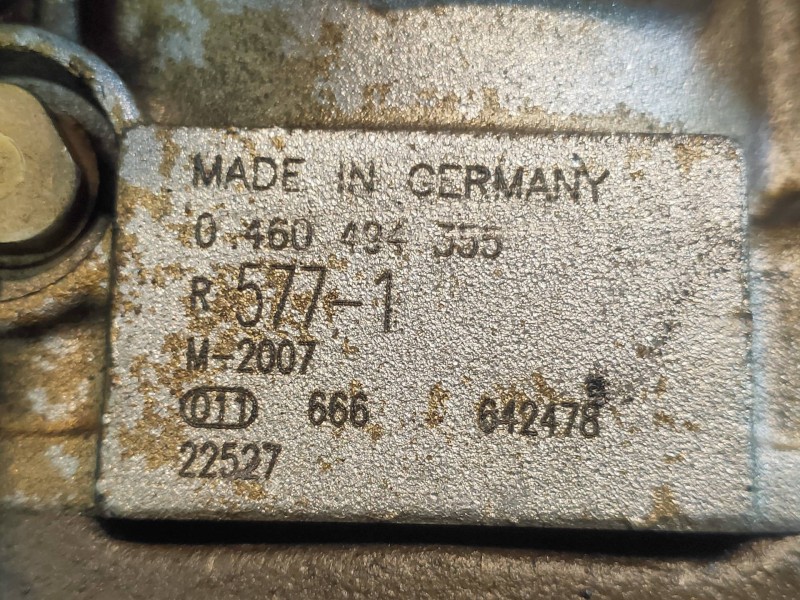 MADE IN GERMANY
0 460 494 355
R 577-1
M-2007
011 666 642478
22527